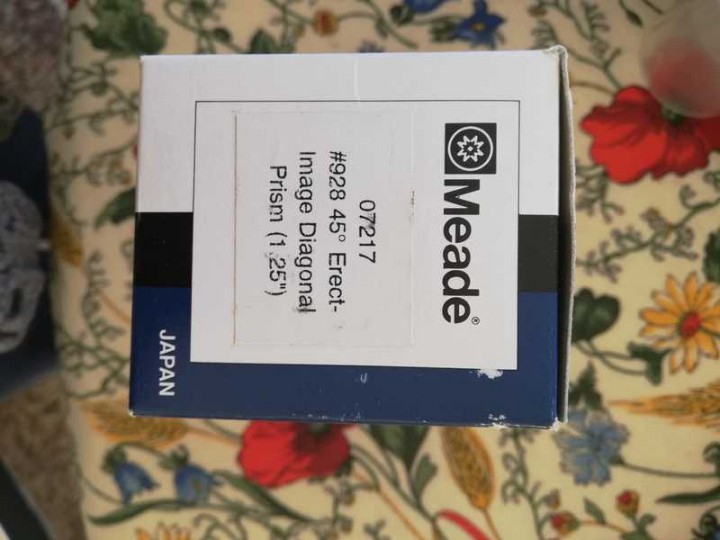 Meade®
07217
#928 45° Erect-
Image Diagonal
Prism (1.25")
JAPAN